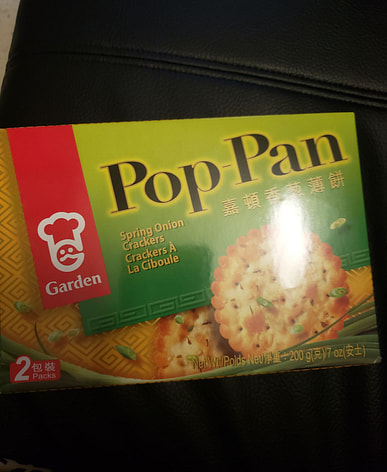 Pop-Pan
嘉頓香葱薄餅
Spring Onion
Crackers
Crackers À
La Ciboule
Garden
2包裝
Packs
Net Wt./Poids Net/淨重：200 g(克)/7 oz(安士)